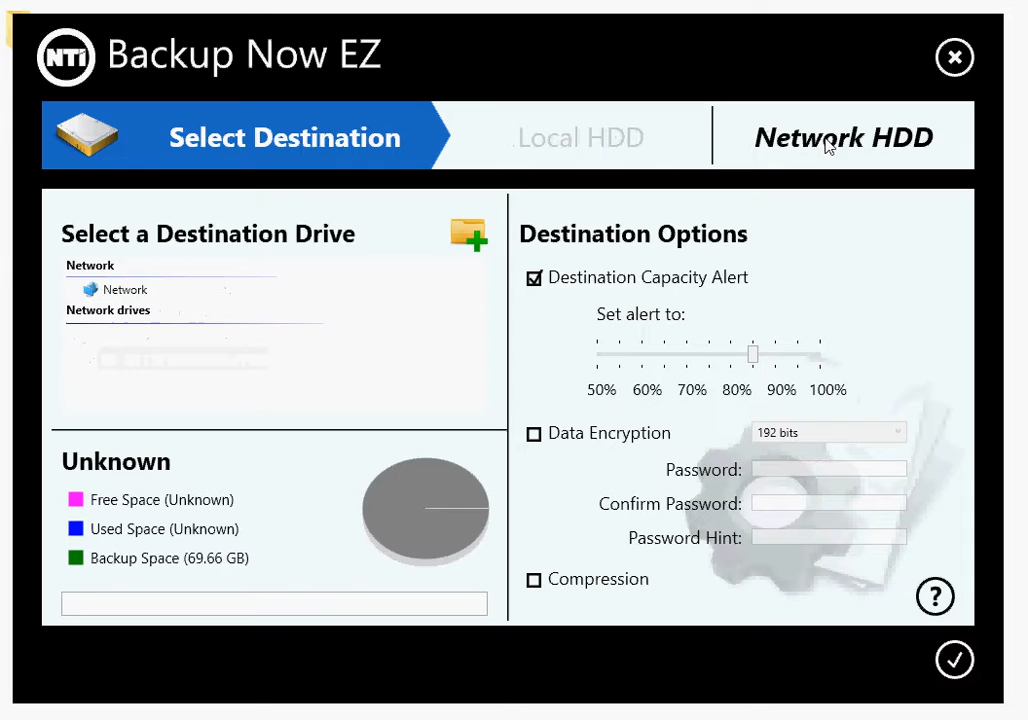 NTI Backup Now EZ
Select Destination
Local HDD
Network HDD
Select a Destination Drive
Network
Network
Network drives
Unknown
Free Space (Unknown)
Used Space (Unknown)
Backup Space (69.66 GB)
Destination Options
Destination Capacity Alert
Set alert to:
50% 60% 70% 80% 90% 100%
Data Encryption 192 bits
Password:
Confirm Password:
Password Hint:
Compression
?